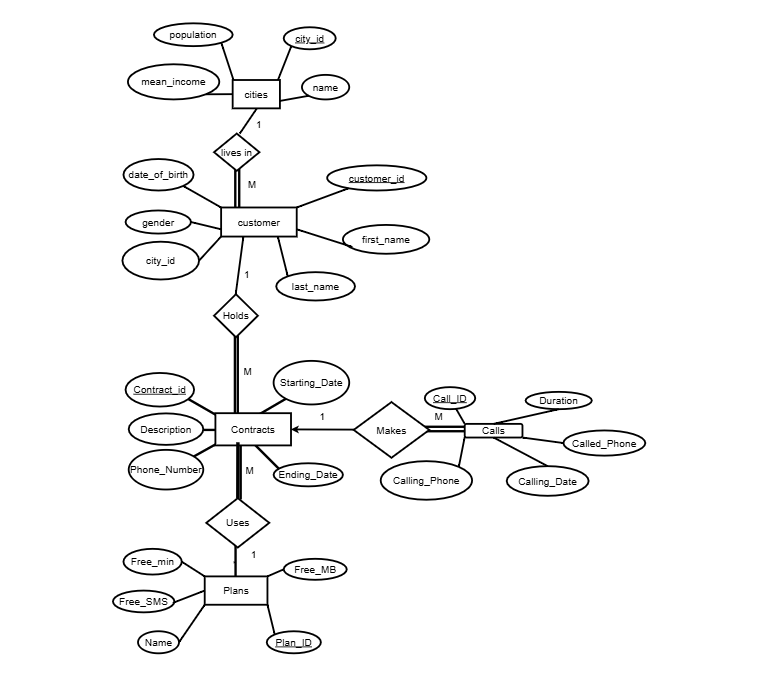 population
city_id
mean_income
name
cities
1
lives in
M
date_of_birth
customer_id
gender
customer
first_name
city_id
1
last_name
Holds
M
Starting_Date
Contract_id
Call_ID
Duration
Description
Contracts
1
Makes
M
Calls
Called_Phone
Phone_Number
M
Ending_Date
Calling_Phone
Calling_Date
Uses
1
Free_min
Free_MB
Plans
Free_SMS
Name
Plan_ID